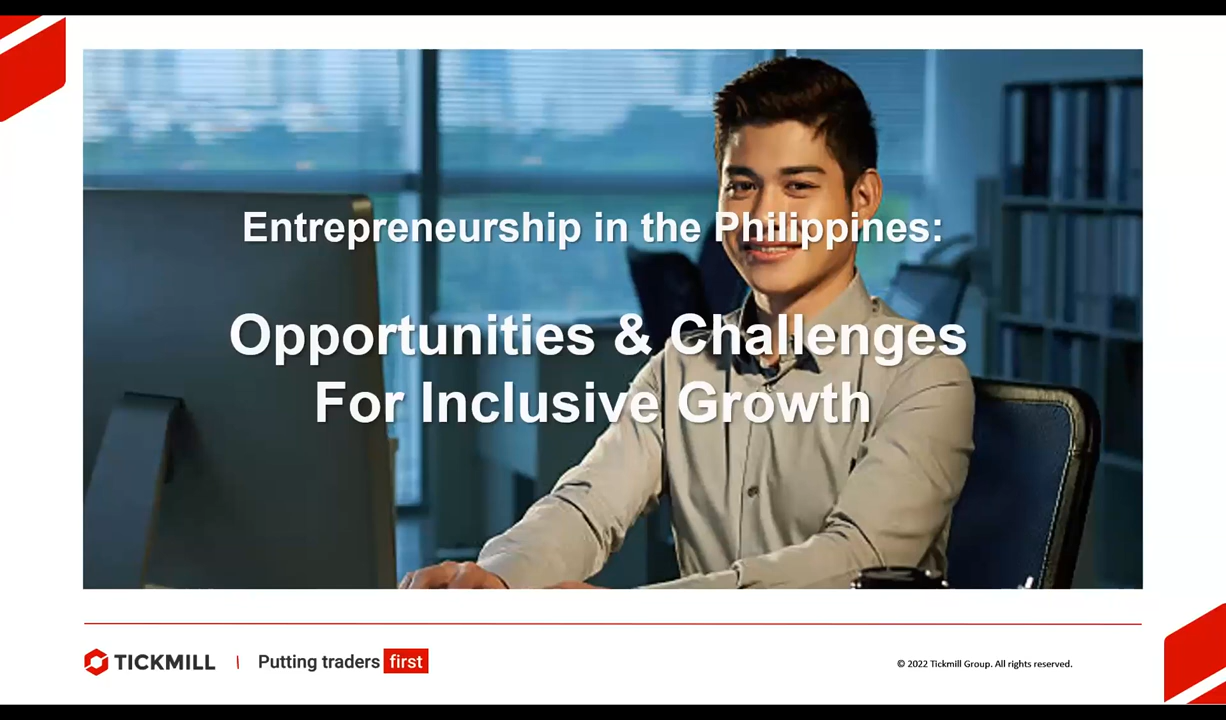 Entrepreneurship in the Philippines:
Opportunities & Challenges
For Inclusive Growth
TICKMILL | Putting traders first
© 2022 Tickmill Group. All rights reserved.